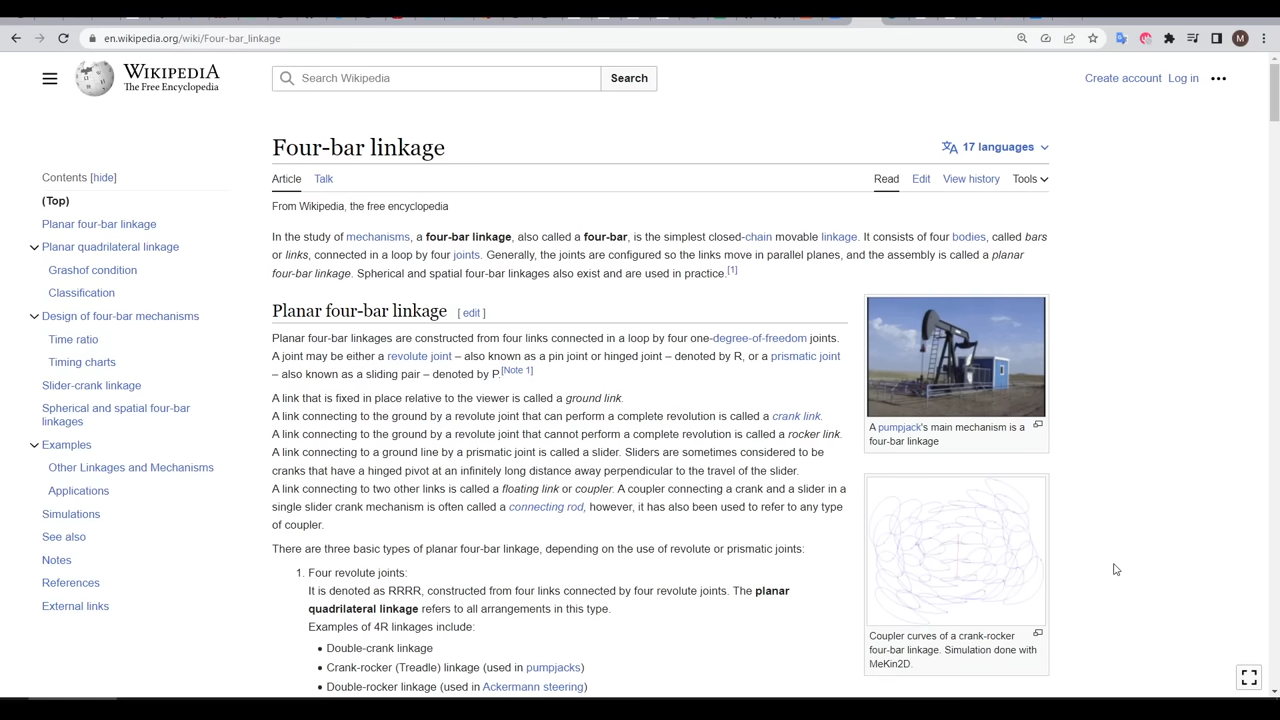 en.wikipedia.org/wiki/Four-bar_linkage
M
WIKIPEDIA
The Free Encyclopedia
Search Wikipedia
Search
Create account Log in
Four-bar linkage
17 languages
Article Talk
Read Edit View history Tools
From Wikipedia, the free encyclopedia
Contents [hide]
(Top)
Planar four-bar linkage
Planar quadrilateral linkage
Grashof condition
Classification
Design of four-bar mechanisms
Time ratio
Timing charts
Slider-crank linkage
Spherical and spatial four-bar
linkages
Examples
Other Linkages and Mechanisms
Applications
Simulations
See also
Notes
References
External links
In the study of mechanisms, a four-bar linkage, also called a four-bar, is the simplest closed-chain movable linkage. It consists of four bodies, called bars
or links, connected in a loop by four joints. Generally, the joints are configured so the links move in parallel planes, and the assembly is called a planar
four-bar linkage. Spherical and spatial four-bar linkages also exist and are used in practice.[1]
Planar four-bar linkage [ edit ]
Planar four-bar linkages are constructed from four links connected in a loop by four one-degree-of-freedom joints.
A joint may be either a revolute joint – also known as a pin joint or hinged joint – denoted by R, or a prismatic joint
– also known as a sliding pair – denoted by P.[Note 1]
A link that is fixed in place relative to the viewer is called a ground link.
A link connecting to the ground by a revolute joint that can perform a complete revolution is called a crank link.
A link connecting to the ground by a revolute joint that cannot perform a complete revolution is called a rocker link.
A link connecting to a ground line by a prismatic joint is called a slider. Sliders are sometimes considered to be
cranks that have a hinged pivot at an infinitely long distance away perpendicular to the travel of the slider.
A link connecting to two other links is called a floating link or coupler. A coupler connecting a crank and a slider in a
single slider crank mechanism is often called a connecting rod, however, it has also been used to refer to any type
of coupler.
There are three basic types of planar four-bar linkage, depending on the use of revolute or prismatic joints:
1. Four revolute joints:
It is denoted as RRRR, constructed from four links connected by four revolute joints. The planar
quadrilateral linkage refers to all arrangements in this type.
Examples of 4R linkages include:
• Double-crank linkage
• Crank-rocker (Treadle) linkage (used in pumpjacks)
• Double-rocker linkage (used in Ackermann steering)
A pumpjack's main mechanism is a
four-bar linkage
Coupler curves of a crank-rocker
four-bar linkage. Simulation done with
MeKin2D.